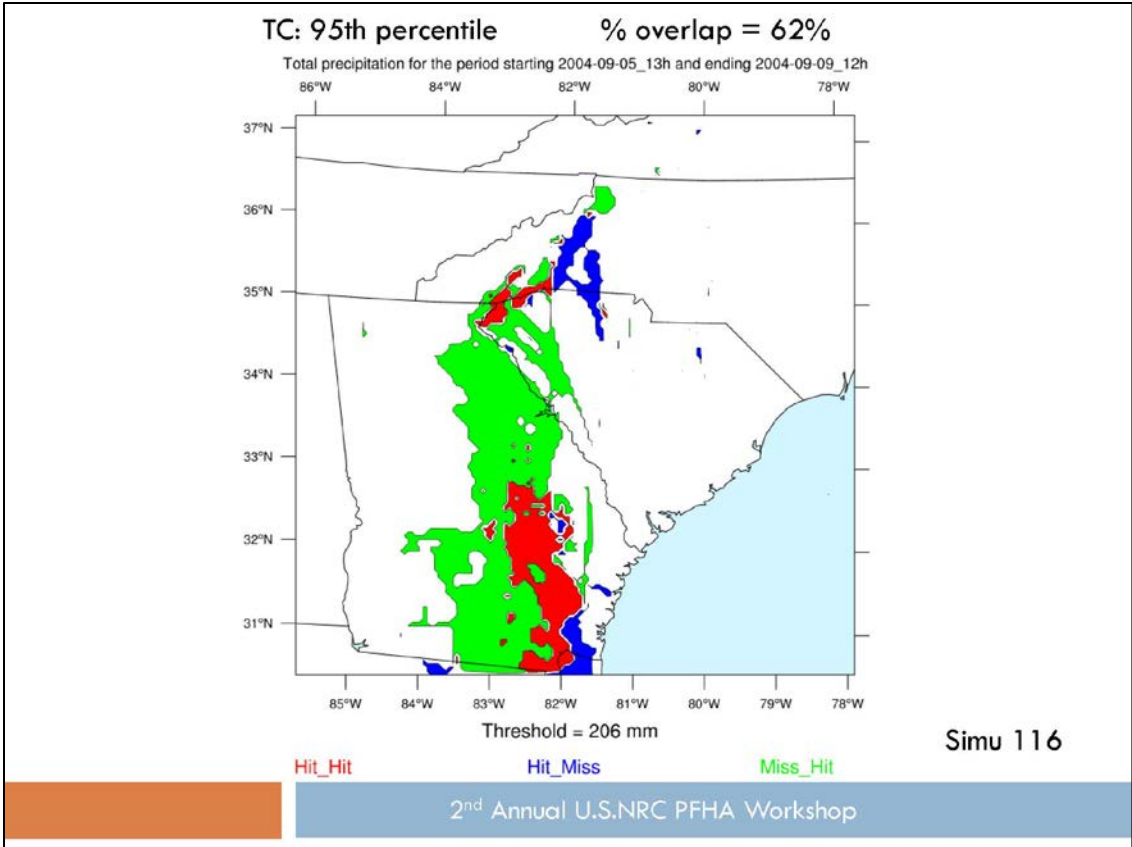 TC: 95th percentile % overlap = 62%
Total precipitation for the period starting 2004-09-05_13h and ending 2004-09-09_12h
86°W 84°W 82°W 80°W 78°W
37°N
36°N
35°N
34°N
33°N
32°N
31°N
85°W 84°W 83°W 82°W 81°W 80°W 79°W 78°W
Threshold = 206 mm
Simu 116
Hit_Hit Hit_Miss Miss_Hit
2nd Annual U.S.NRC PFHA Workshop